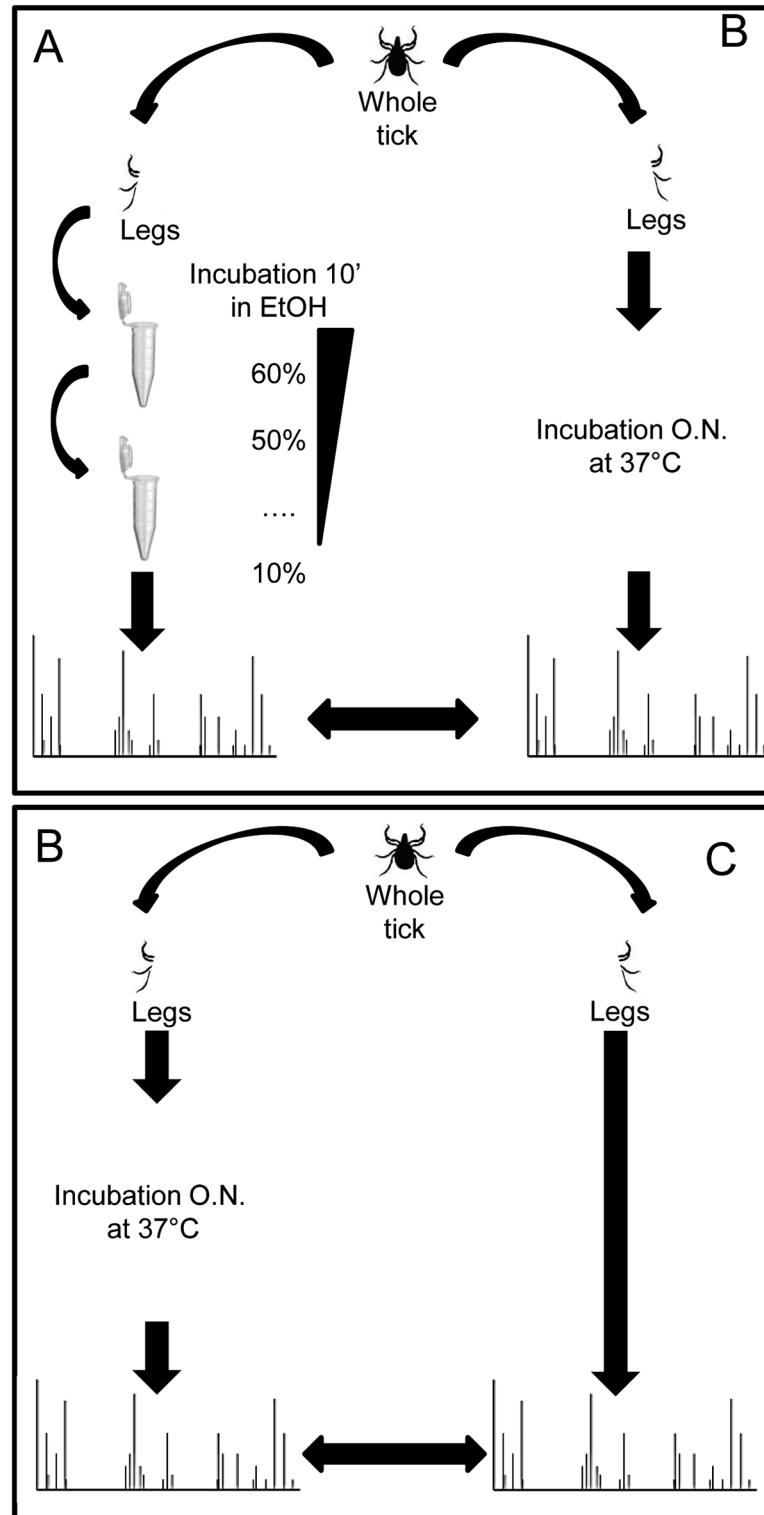 A
B
Whole
tick
Legs
Legs
Incubation 10’
in EtOH
60%
50%
....
10%
Incubation O.N.
at 37°C
B
C
Whole
tick
Legs
Legs
Incubation O.N.
at 37°C